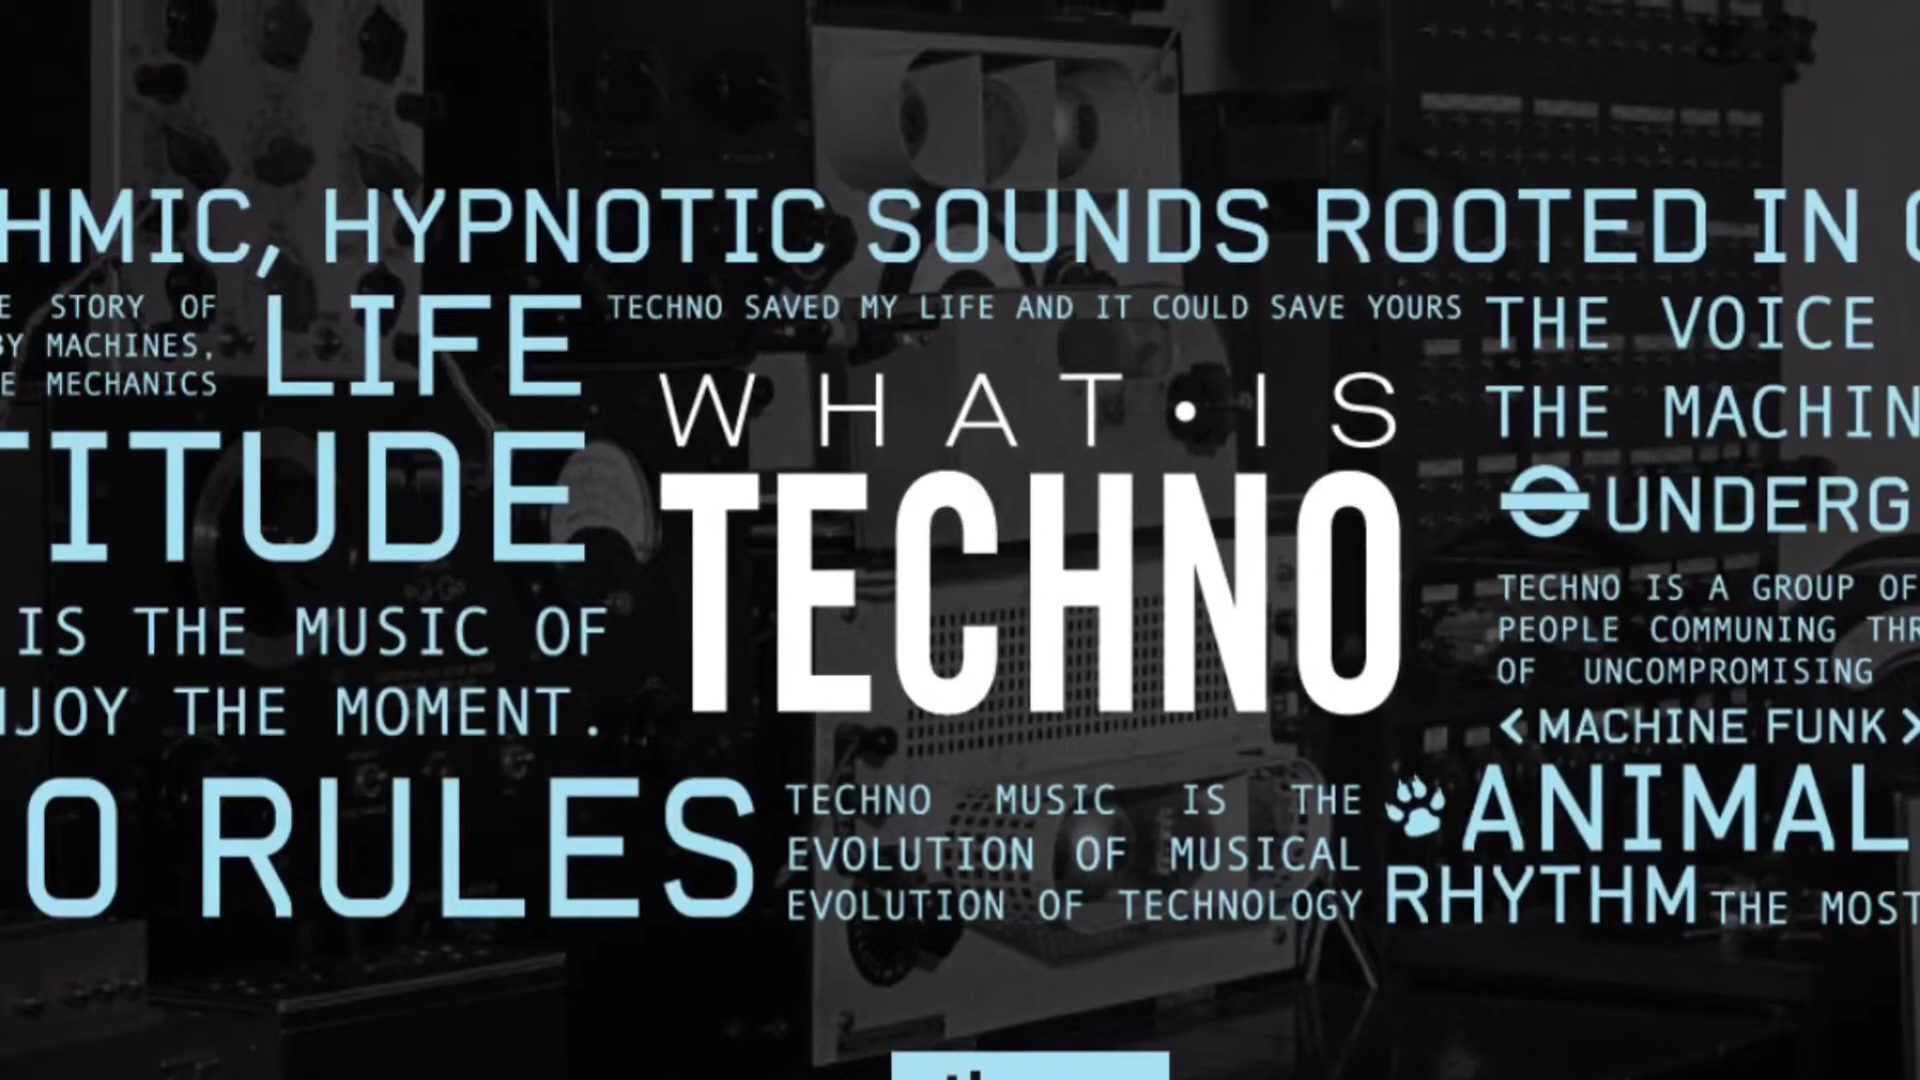 HMIC, HYPNOTIC SOUNDS ROOTED IN
E STORY OF
BY MACHINES,
E MECHANICS
LIFE
TECHNO SAVED MY LIFE AND IT COULD SAVE YOURS
THE VOICE
THE MACHIN
TITUDE
WHAT•IS
TECHNO
UNDERG
IS THE MUSIC OF
NJOY THE MOMENT.
TECHNO IS A GROUP OF
PEOPLE COMMUNING THR
OF UNCOMPROMISING
< MACHINE FUNK >
O RULES
TECHNO MUSIC IS THE
EVOLUTION OF MUSICAL
EVOLUTION OF TECHNOLOGY
ANIMAL
RHYTHM THE MOST